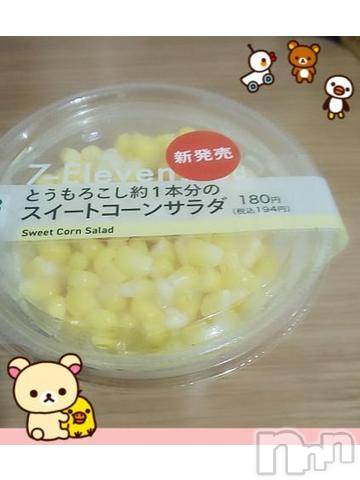 7-Eleven
新発売
とうもろこし約1本分の
スイートコーンサラダ
180円
(税込194円)
Sweet Corn Salad